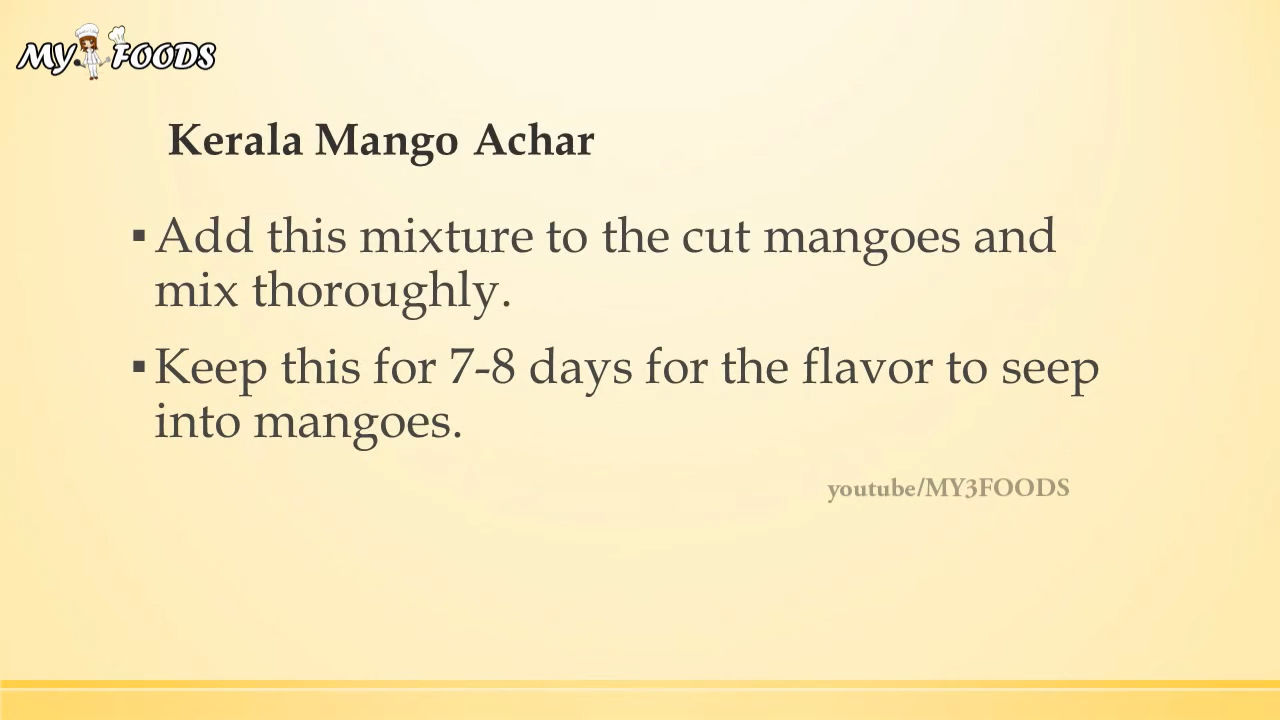 MY FOODS
Kerala Mango Achar
▪ Add this mixture to the cut mangoes and
mix thoroughly.
▪ Keep this for 7-8 days for the flavor to seep
into mangoes.
youtube/MY3FOODS